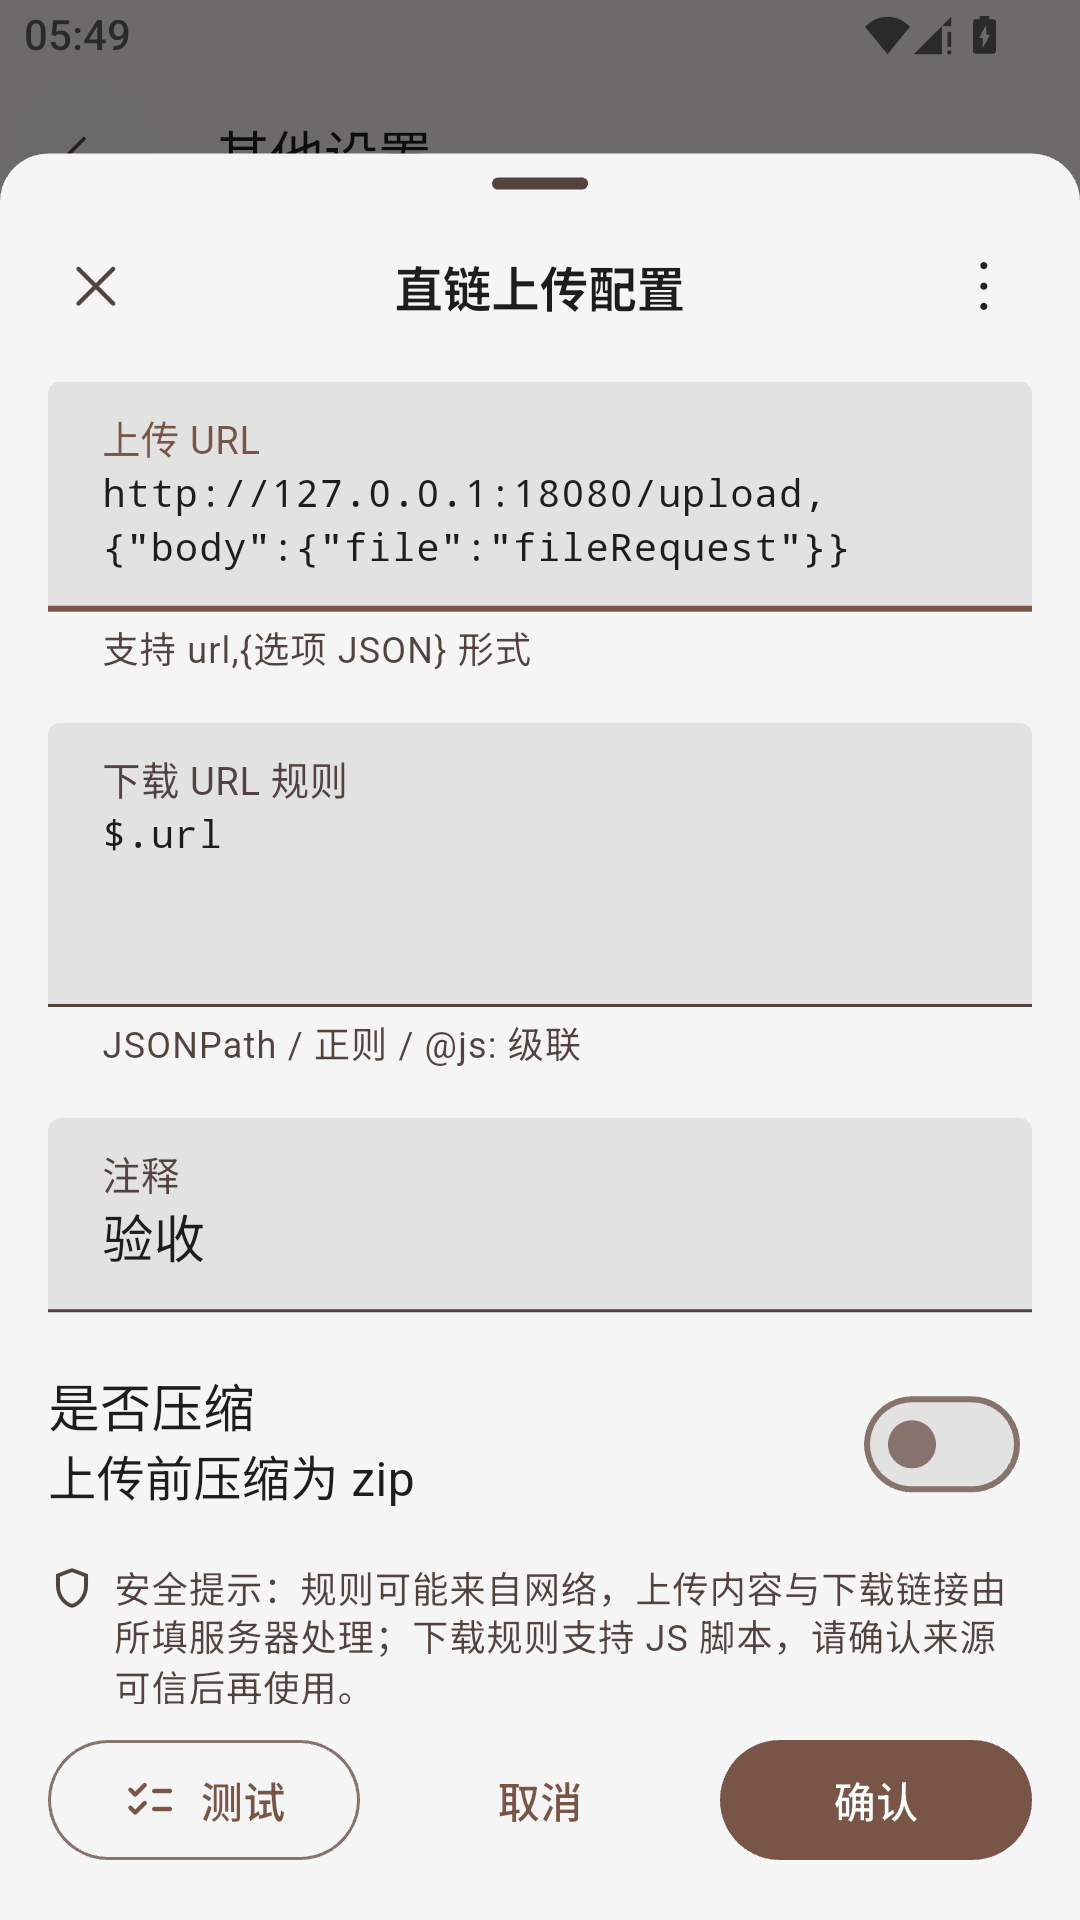 05:49
其他设置
直链上传配置
上传 URL
http://127.0.0.1:18080/upload,
{"body":{"file":"fileRequest"}}
支持 url,{选项 JSON} 形式
下载 URL 规则
$.url
JSONPath / 正则 / @js: 级联
注释
验收
是否压缩
上传前压缩为 zip
安全提示：规则可能来自网络，上传内容与下载链接由
所填服务器处理；下载规则支持 JS 脚本，请确认来源
可信后再使用。
测试
取消
确认